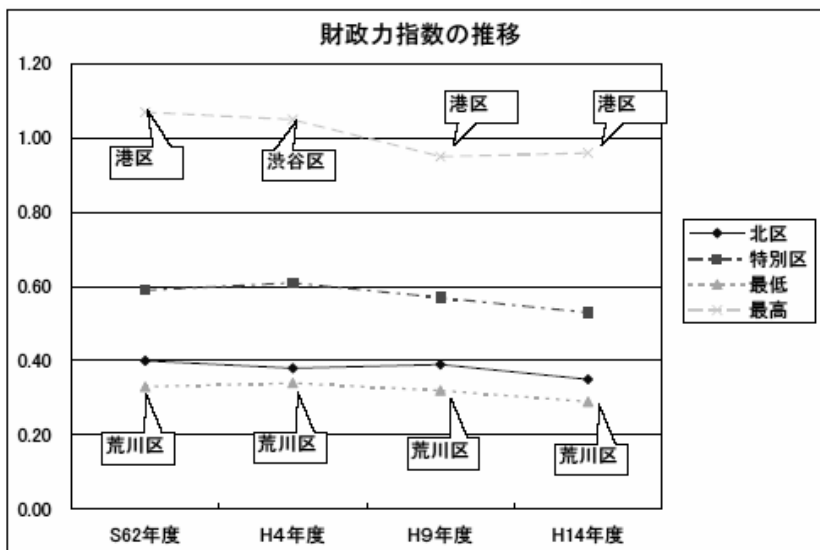 財政力指数の推移
1.20
1.00
0.80
0.60
0.40
0.20
0.00
港区
渋谷区
港区
港区
荒川区
荒川区
荒川区
荒川区
S62年度
H4年度
H9年度
H14年度
北区
特別区
最低
最高